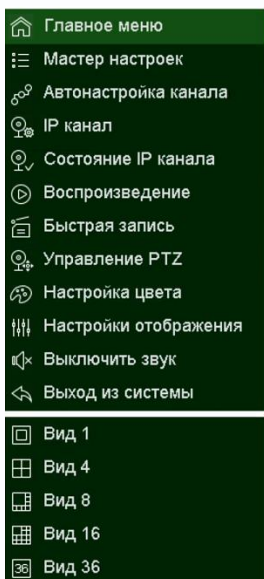 Главное меню
Мастер настроек
Автонастройка канала
IP канал
Состояние IP канала
Воспроизведение
Быстрая запись
Управление PTZ
Настройка цвета
Настройки отображения
Выключить звук
Выход из системы
Вид 1
Вид 4
Вид 8
Вид 16
36 Вид 36